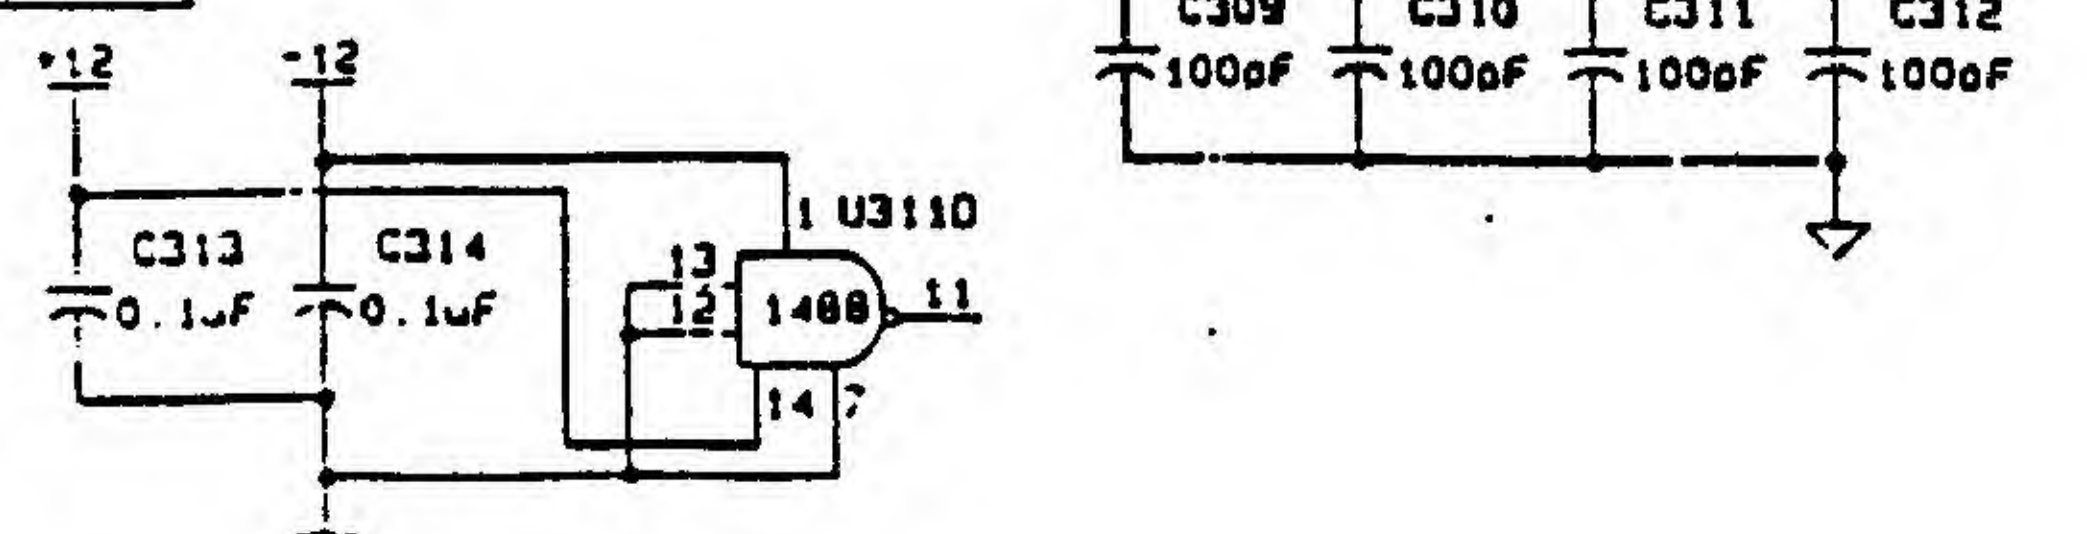 C309 C310 C311 C312
100pF 100pF 100pF 100pF
+12 -12
1 U3110
C313 C314 13
0.1uF 0.1uF 12 1488 11
14 7